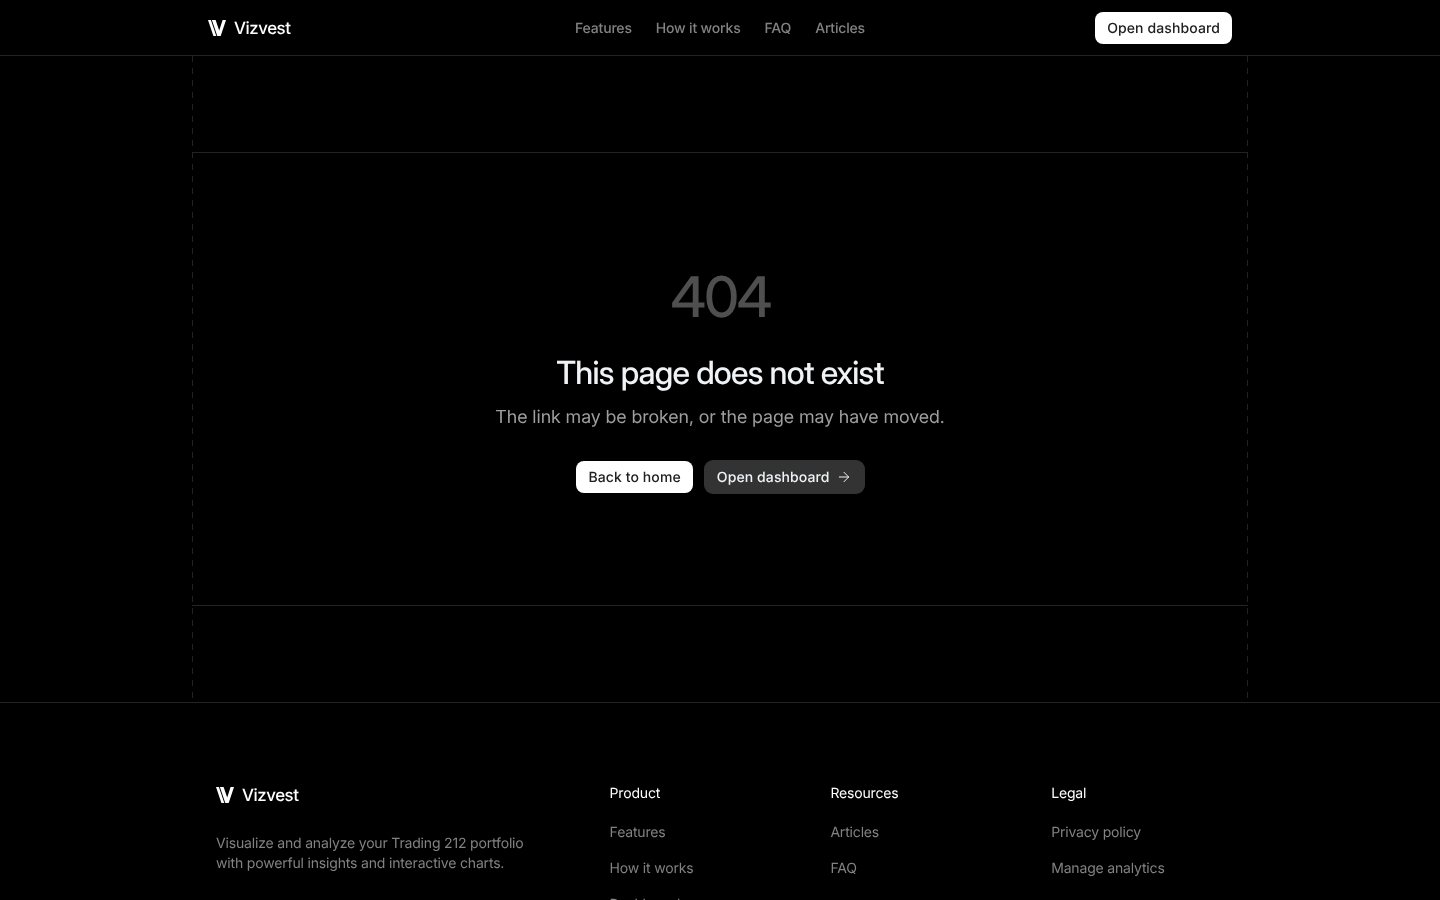 Vizvest
Features
How it works
FAQ
Articles
Open dashboard
404
This page does not exist
The link may be broken, or the page may have moved.
Back to home
Open dashboard
Vizvest
Visualize and analyze your Trading 212 portfolio
with powerful insights and interactive charts.
Product
Features
How it works
Resources
Articles
FAQ
Legal
Privacy policy
Manage analytics